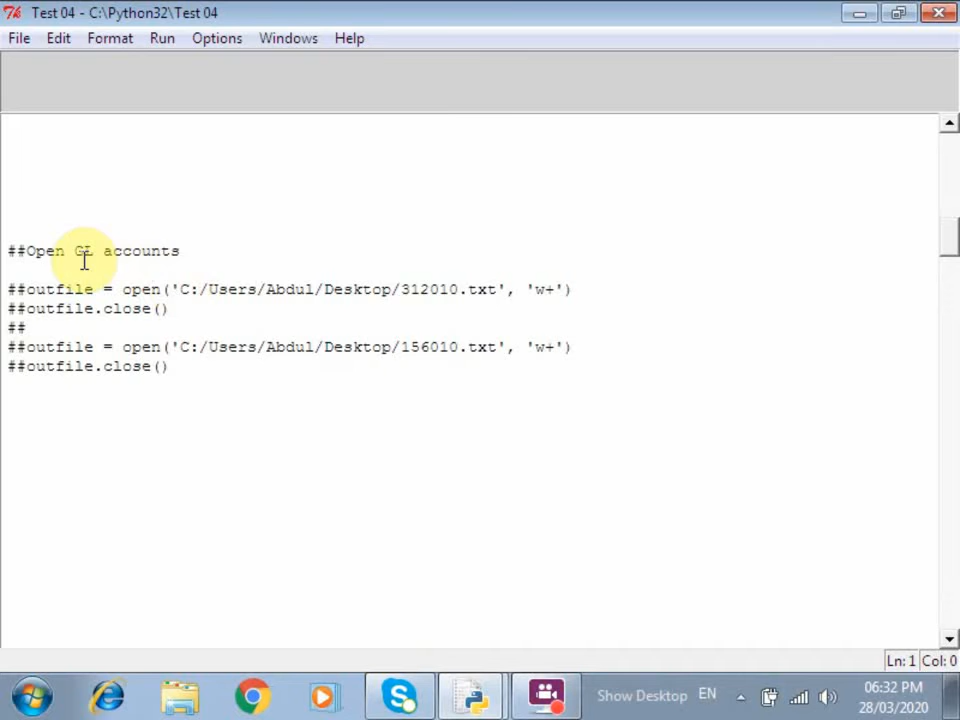 Test 04 - C:\Python32\Test 04
File Edit Format Run Options Windows Help
##Open GL accounts
##outfile = open('C:/Users/Abdul/Desktop/312010.txt', 'w+')
##outfile.close()
##
##outfile = open('C:/Users/Abdul/Desktop/156010.txt', 'w+')
##outfile.close()
Ln: 1 Col: 0
Show Desktop EN 06:32 PM
28/03/2020